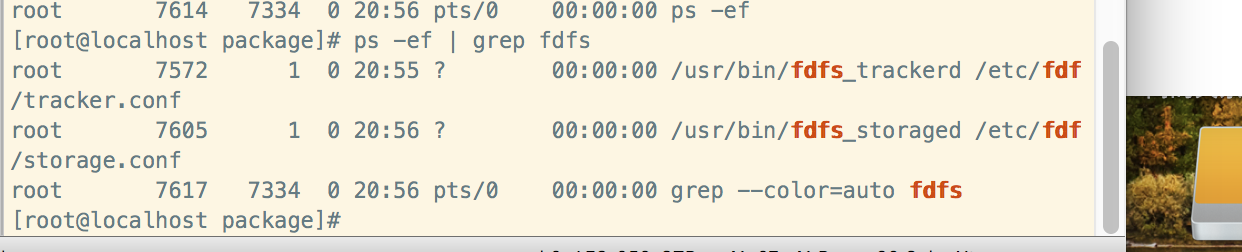 root 7614 7334 0 20:56 pts/0 00:00:00 ps -ef
[root@localhost package]# ps -ef | grep fdfs
root 7572 1 0 20:55 ? 00:00:00 /usr/bin/fdfs_trackerd /etc/fdf
/tracker.conf
root 7605 1 0 20:56 ? 00:00:00 /usr/bin/fdfs_storaged /etc/fdf
/storage.conf
root 7617 7334 0 20:56 pts/0 00:00:00 grep --color=auto fdfs
[root@localhost package]#